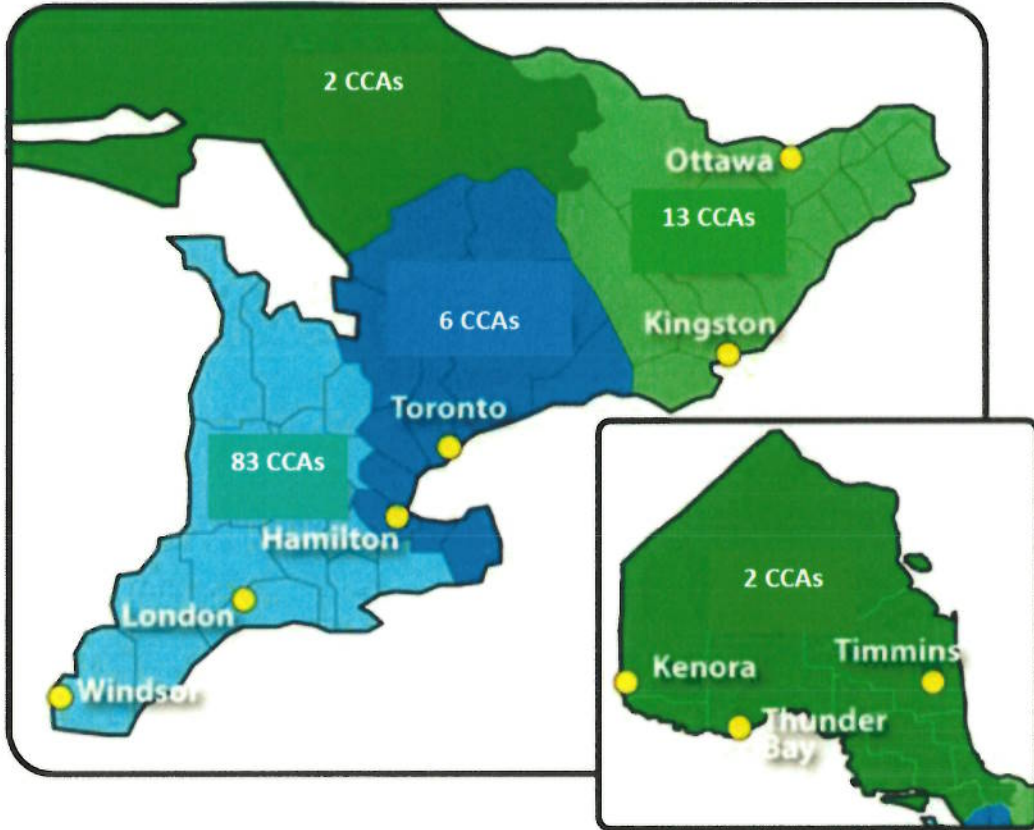 2 CCAs
Ottawa
13 CCAs
6 CCAs
Kingston
Toronto
83 CCAs
Hamilton
London
Windsor
2 CCAs
Timmins
Kenora
Thunder
Bay